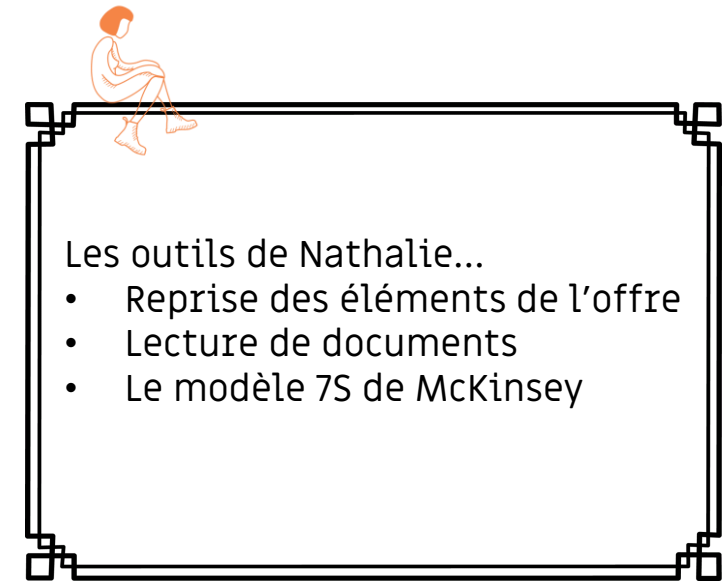 Les outils de Nathalie...
• Reprise des éléments de l'offre
• Lecture de documents
• Le modèle 7S de McKinsey